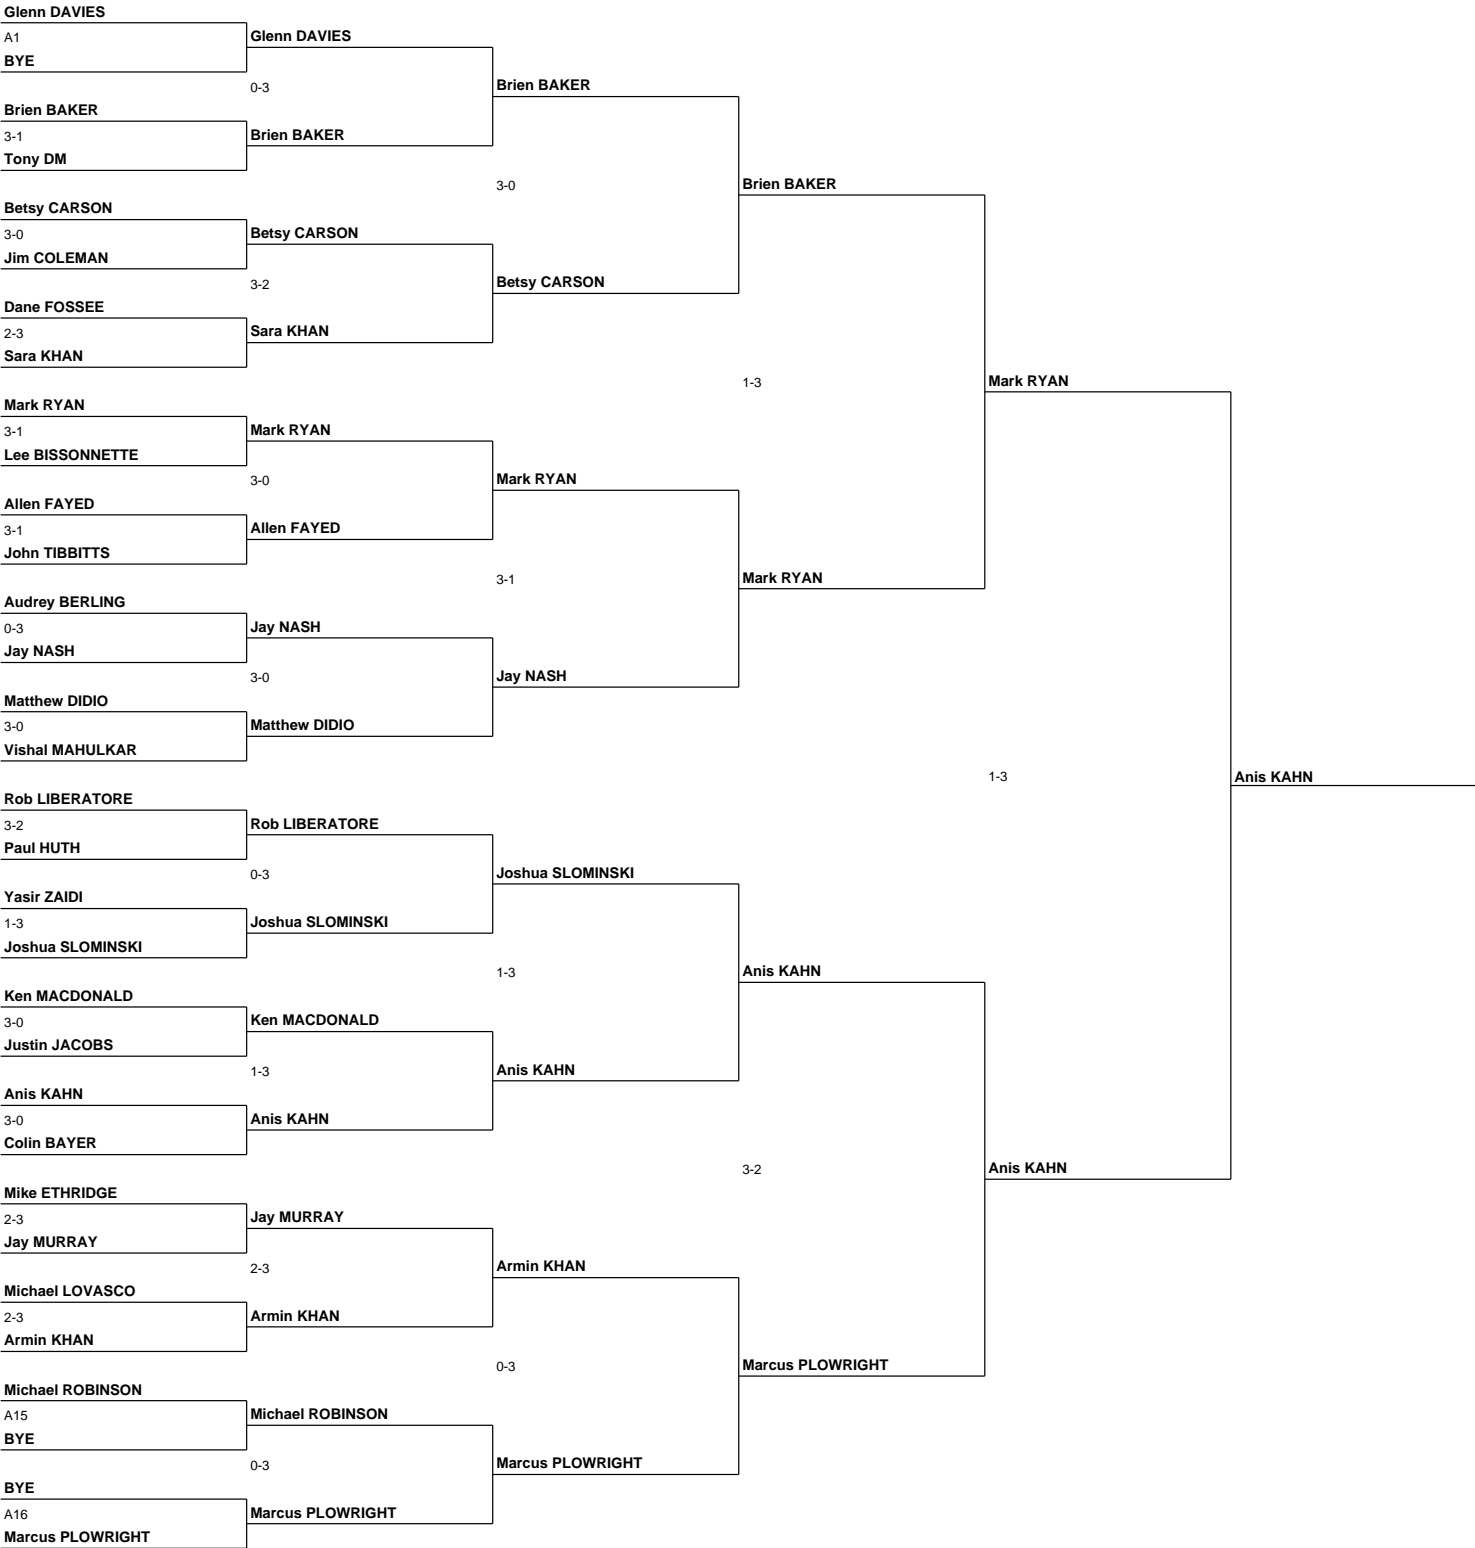 Glenn DAVIES
A1
BYE
Brien BAKER
3-1
Tony DM
Betsy CARSON
3-0
Jim COLEMAN
Dane FOSSEE
2-3
Sara KHAN
Mark RYAN
3-1
Lee BISSONNETTE
Allen FAYED
3-1
John TIBBITTS
Audrey BERLING
0-3
Jay NASH
Matthew DIDIO
3-0
Vishal MAHULKAR
Rob LIBERATORE
3-2
Paul HUTH
Yasir ZAIDI
1-3
Joshua SLOMINSKI
Ken MACDONALD
3-0
Justin JACOBS
Anis KAHN
3-0
Colin BAYER
Mike ETHRIDGE
2-3
Jay MURRAY
Michael LOVASCO
2-3
Armin KHAN
Michael ROBINSON
A15
BYE
BYE
A16
Marcus PLOWRIGHT
Glenn DAVIES
0-3
Brien BAKER
Betsy CARSON
3-2
Sara KHAN
Mark RYAN
3-0
Allen FAYED
Jay NASH
3-0
Matthew DIDIO
Rob LIBERATORE
0-3
Joshua SLOMINSKI
Ken MACDONALD
1-3
Anis KAHN
Jay MURRAY
2-3
Armin KHAN
Michael ROBINSON
0-3
Marcus PLOWRIGHT
Brien BAKER
3-0
Betsy CARSON
Mark RYAN
3-1
Jay NASH
Joshua SLOMINSKI
1-3
Anis KAHN
Armin KHAN
0-3
Marcus PLOWRIGHT
Brien BAKER
1-3
Mark RYAN
Anis KAHN
3-2
Marcus PLOWRIGHT
Mark RYAN
1-3
Anis KAHN
Anis KAHN